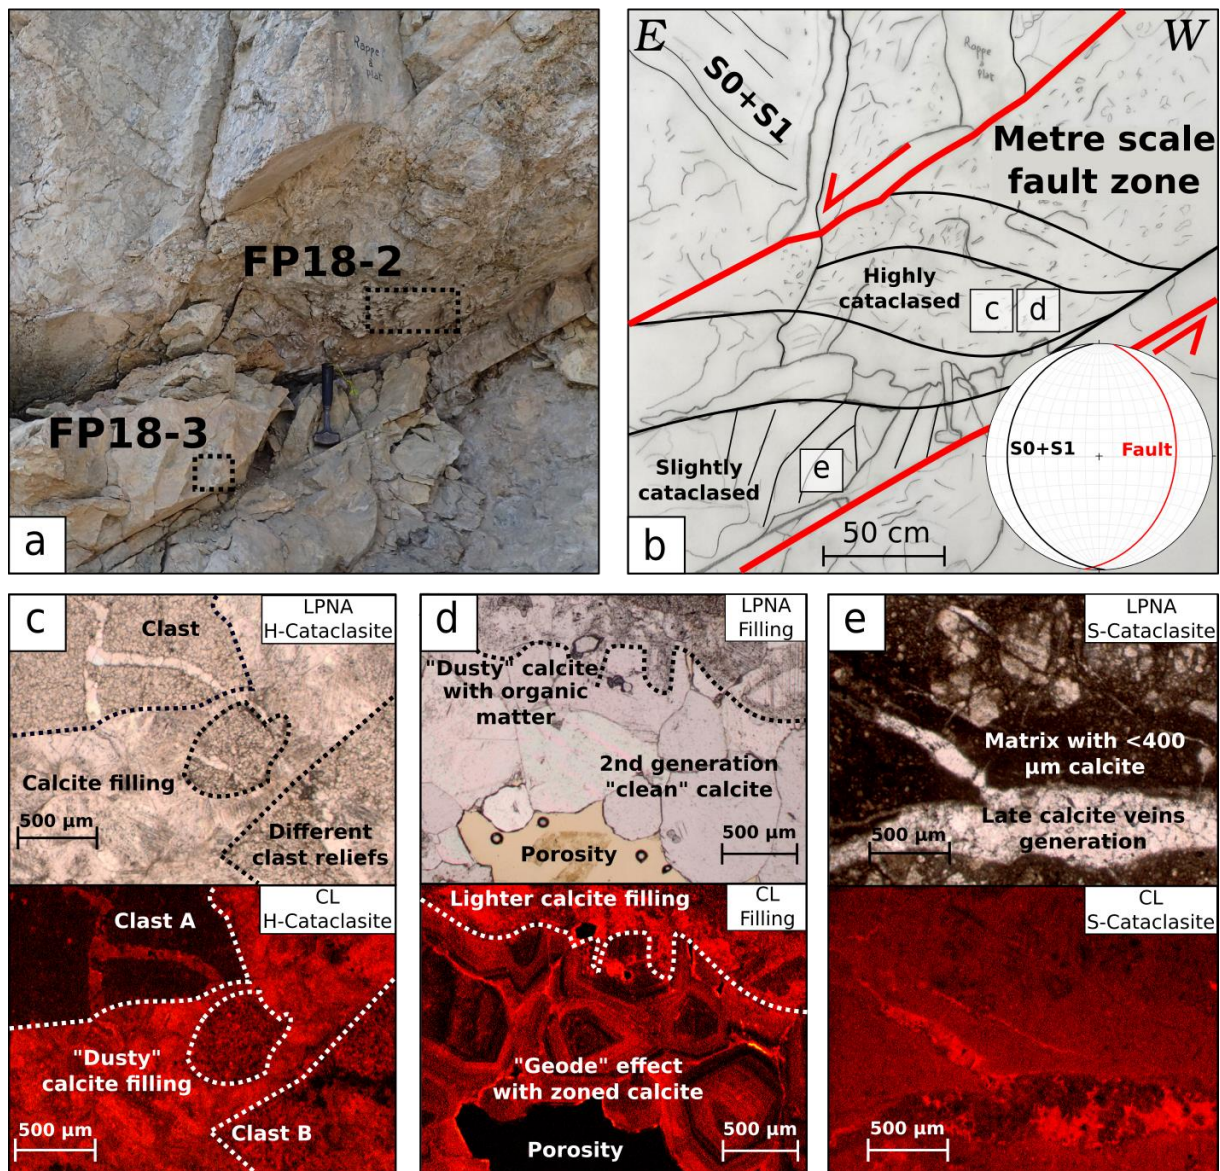 Rappe
&
plat
FP18-2
FP18-3
a
E
W
S0+S1
Rappe
&
plat
Metre scale
fault zone
Highly
cataclased
c
d
S0+S1
Fault
Slightly
cataclased
e
50 cm
b
c
LPNA
H-Cataclasite
Clast
Calcite filling
500 µm
Different
clast reliefs
CL
H-Cataclasite
Clast A
"Dusty"
calcite filling
500 µm
Clast B
d
LPNA
Filling
"Dusty" calcite
with organic
matter
2nd generation
"clean" calcite
500 µm
Porosity
Lighter calcite filling
CL
Filling
"Geode" effect
with zoned calcite
500 µm
Porosity
e
LPNA
S-Cataclasite
Matrix with <400
µm calcite
Late calcite veins
generation
500 µm
CL
S-Cataclasite
500 µm